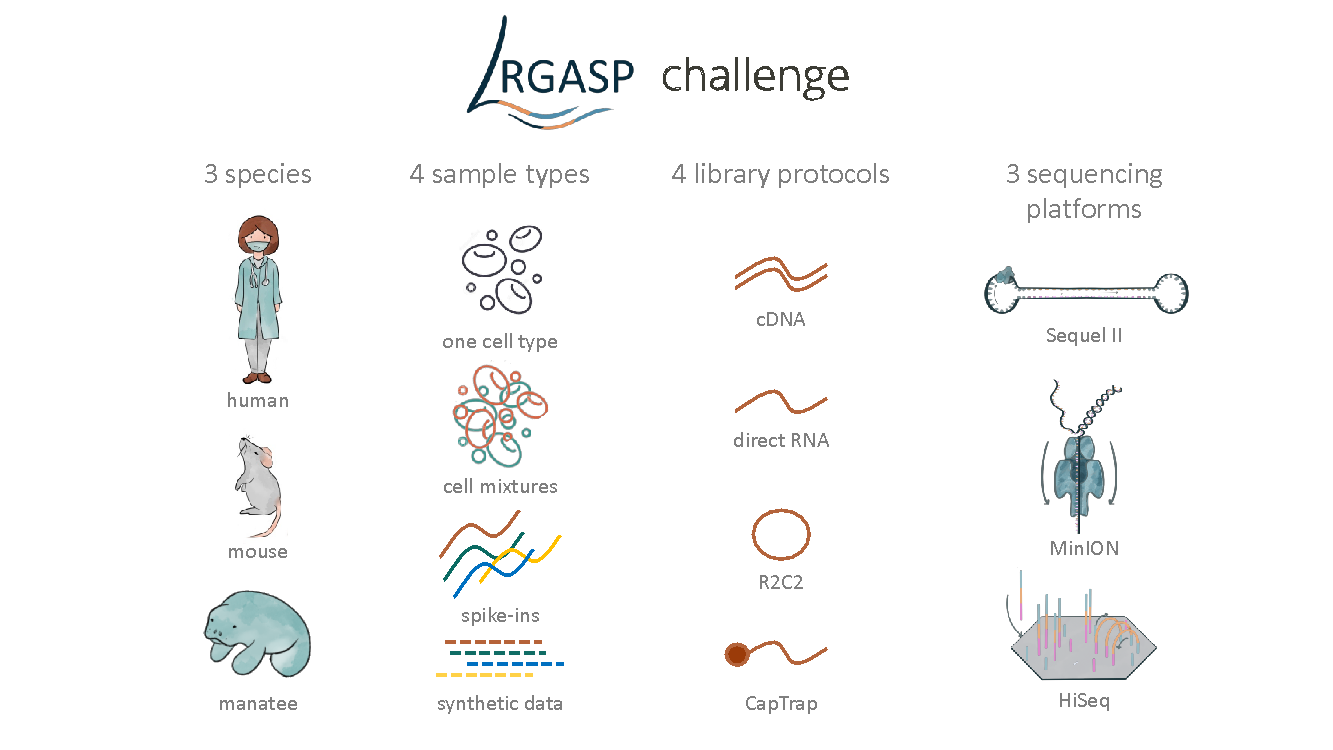 LRGASP challenge
3 species
human
mouse
manatee
4 sample types
one cell type
cell mixtures
spike-ins
synthetic data
4 library protocols
cDNA
direct RNA
R2C2
CapTrap
3 sequencing
platforms
Sequel II
MinION
HiSeq